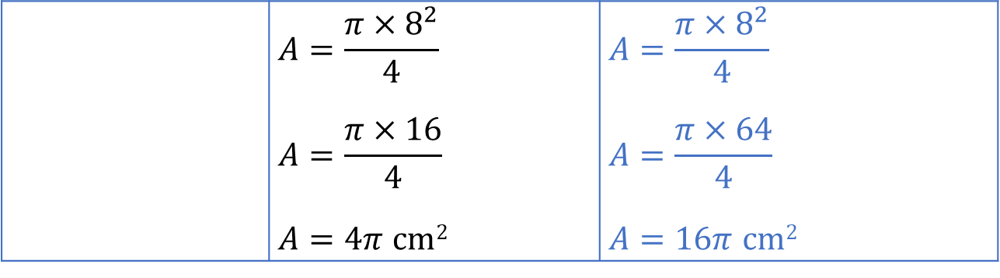 A = π × 8² / 4
A = π × 16 / 4
A = 4π cm²
A = π × 8² / 4
A = π × 64 / 4
A = 16π cm²